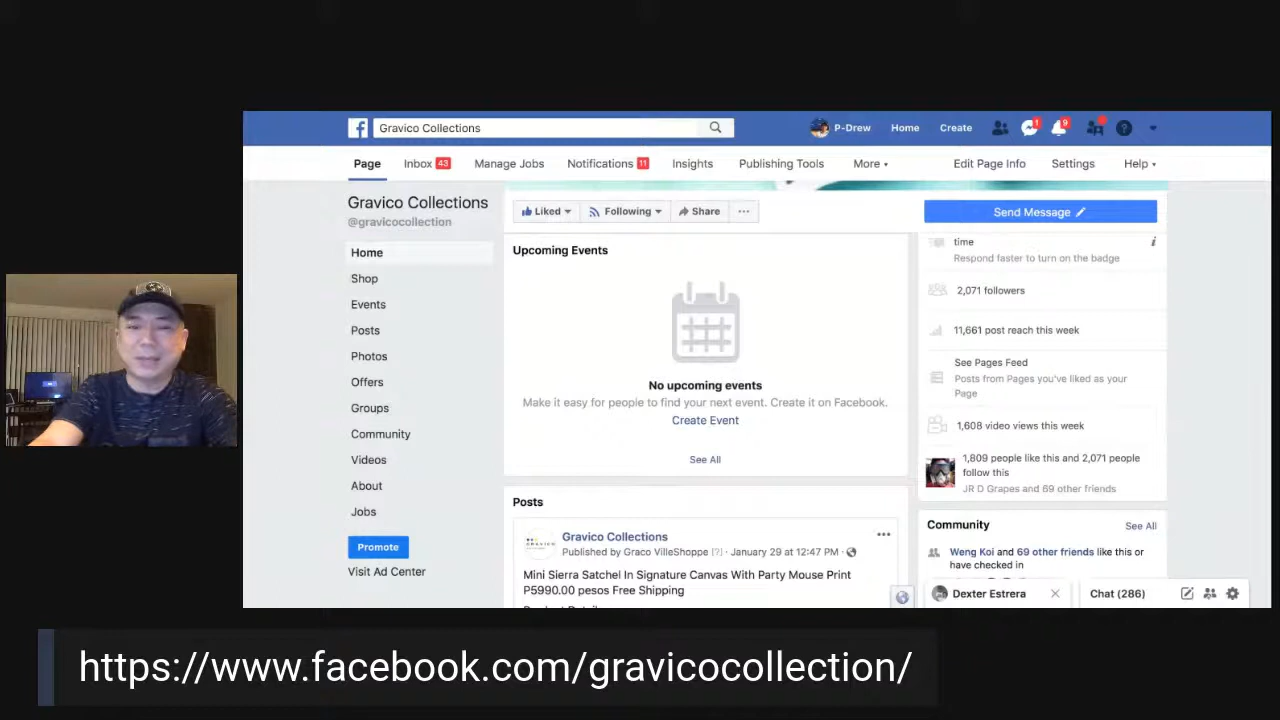 Gravico Collections
P-Drew
Home
Create
1
9
Page
Inbox 43
Manage Jobs
Notifications 11
Insights
Publishing Tools
More
Edit Page Info
Settings
Help
Gravico Collections
@gravicocollection
Liked
Following
Share
Send Message
Home
Shop
Events
Posts
Photos
Offers
Groups
Community
Videos
About
Jobs
Promote
Visit Ad Center
Upcoming Events
No upcoming events
Make it easy for people to find your next event. Create it on Facebook.
Create Event
See All
Posts
Gravico Collections
Published by Graco VilleShoppe [?] · January 29 at 12:47 PM ·
Mini Sierra Satchel In Signature Canvas With Party Mouse Print
P5990.00 pesos Free Shipping
time
Respond faster to turn on the badge
2,071 followers
11,661 post reach this week
See Pages Feed
Posts from Pages you've liked as your
Page
1,608 video views this week
1,809 people like this and 2,071 people
follow this
JR D Grapes and 69 other friends
Community
See All
Weng Koi and 69 other friends like this or
have checked in
Dexter Estrera
Chat (286)
https://www.facebook.com/gravicocollection/